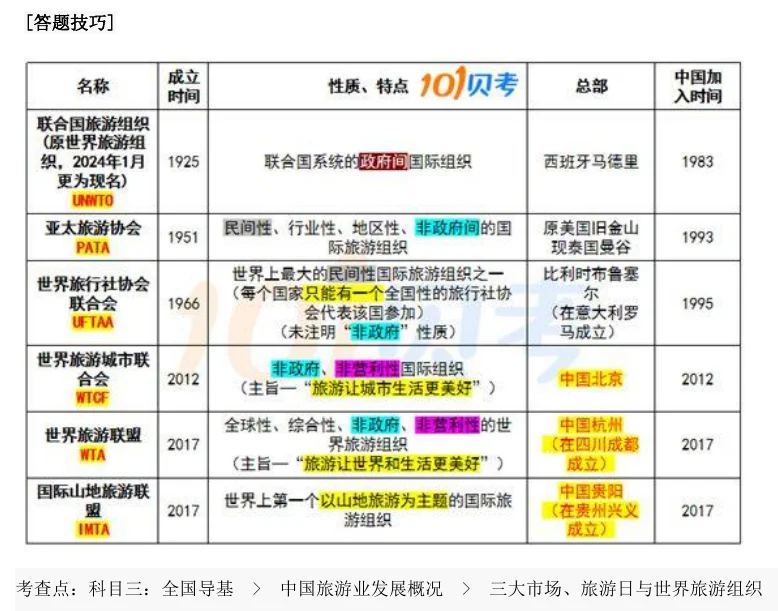 [答题技巧]
名称
成立
时间
性质、特点
101贝考
总部
中国加
入时间
联合国旅游组织
(原世界旅游组
织，2024年1月
更为现名)
UNWTO
1925
联合国系统的政府间国际组织
西班牙马德里
1983
亚太旅游协会
PATA
1951
民间性、行业性、地区性、非政府间的国
际旅游组织
原美国旧金山
现泰国曼谷
1993
世界旅行社协会
联合会
UFTAA
1966
世界上最大的民间性国际旅游组织之一
（每个国家只能有一个全国性的旅行社协
会代表该国参加）
（未注明“非政府”性质）
比利时布鲁塞
尔
（在意大利罗
马成立）
1995
世界旅游城市联
合会
WTCF
2012
非政府、非营利性国际组织
（主旨—“旅游让城市生活更美好”）
中国北京
2012
世界旅游联盟
WTA
2017
全球性、综合性、非政府、非营利性的世
界旅游组织
（主旨—“旅游让世界和生活更美好”）
中国杭州
（在四川成都
成立）
2017
国际山地旅游联
盟
IMTA
2017
世界上第一个以山地旅游为主题的国际旅
游组织
中国贵阳
（在贵州兴义
成立）
2017
101贝考
考查点：科目三：全国导基 > 中国旅游业发展概况 > 三大市场、旅游日与世界旅游组织